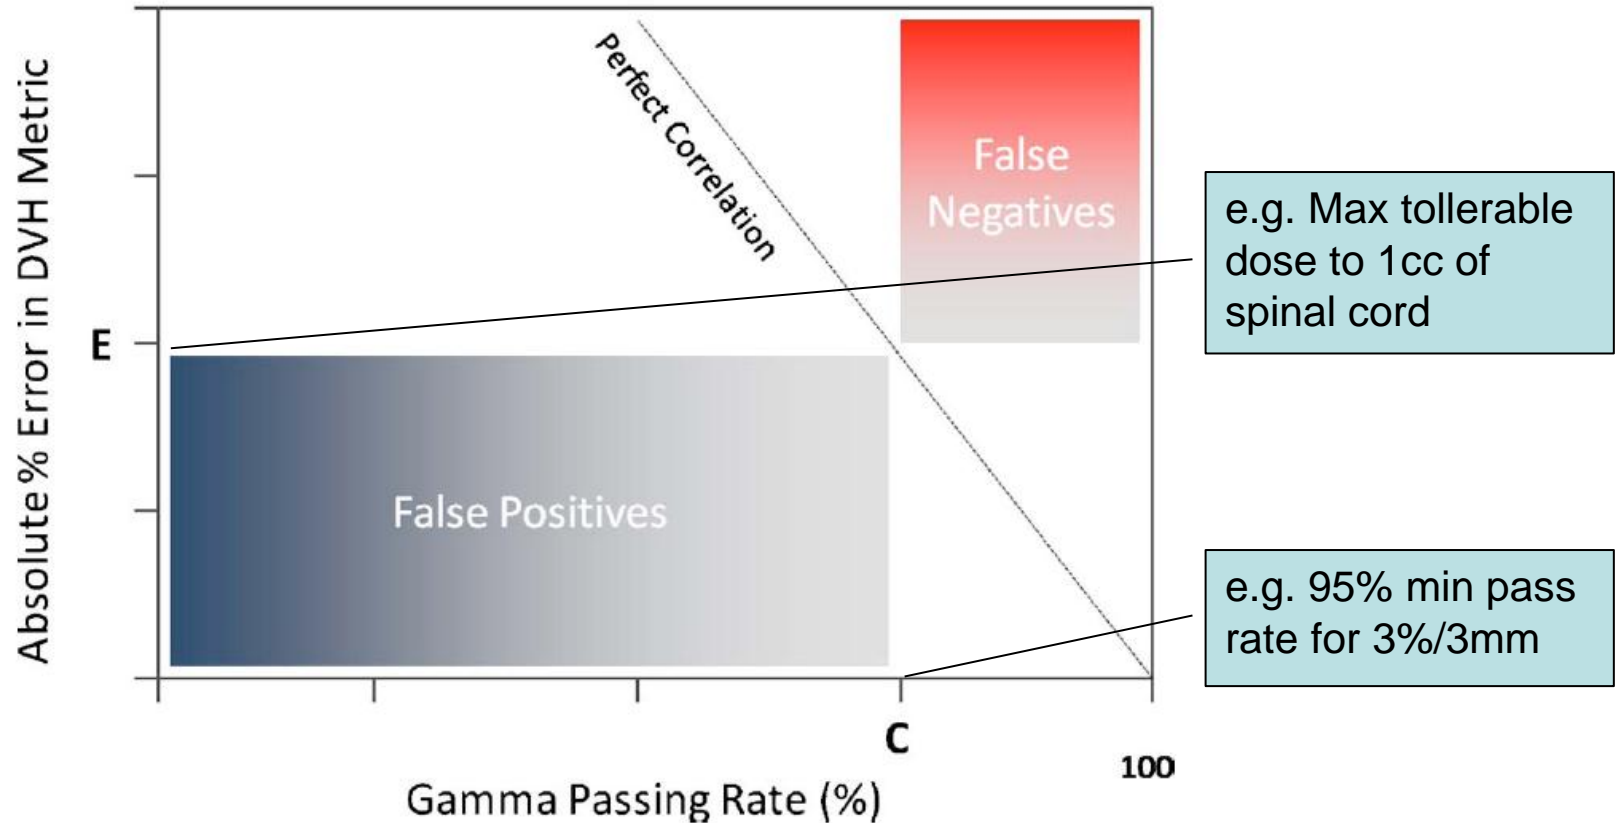 Absolute % Error in DVH Metric
Perfect Correlation
False
Negatives
e.g. Max tollerable
dose to 1cc of
spinal cord
E
False Positives
e.g. 95% min pass
rate for 3%/3mm
C
100
Gamma Passing Rate (%)